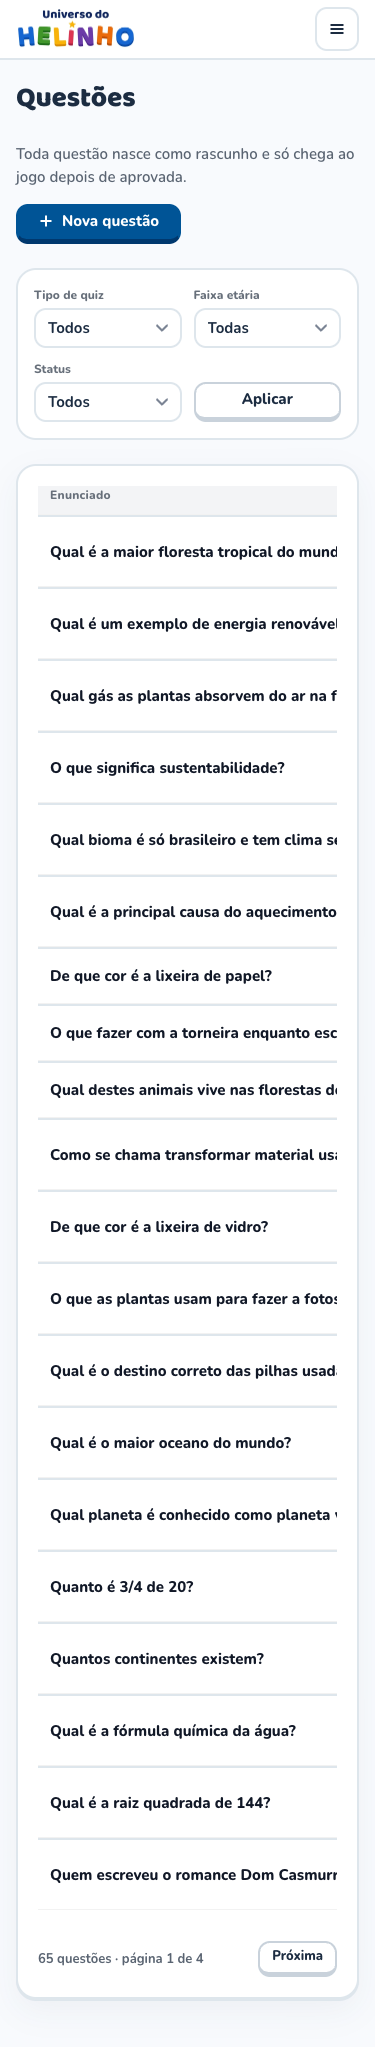 Universo do
HELINHO
Questões
Toda questão nasce como rascunho e só chega ao
jogo depois de aprovada.
+ Nova questão
Tipo de quiz
Faixa etária
Todos
Todas
Status
Todos
Aplicar
Enunciado
Qual é a maior floresta tropical do mund
Qual é um exemplo de energia renovável
Qual gás as plantas absorvem do ar na f
O que significa sustentabilidade?
Qual bioma é só brasileiro e tem clima se
Qual é a principal causa do aquecimento
De que cor é a lixeira de papel?
O que fazer com a torneira enquanto esc
Qual destes animais vive nas florestas do
Como se chama transformar material usa
De que cor é a lixeira de vidro?
O que as plantas usam para fazer a fotos
Qual é o destino correto das pilhas usada
Qual é o maior oceano do mundo?
Qual planeta é conhecido como planeta
Quanto é 3/4 de 20?
Quantos continentes existem?
Qual é a fórmula química da água?
Qual é a raiz quadrada de 144?
Quem escreveu o romance Dom Casmurr
65 questões · página 1 de 4
Próxima